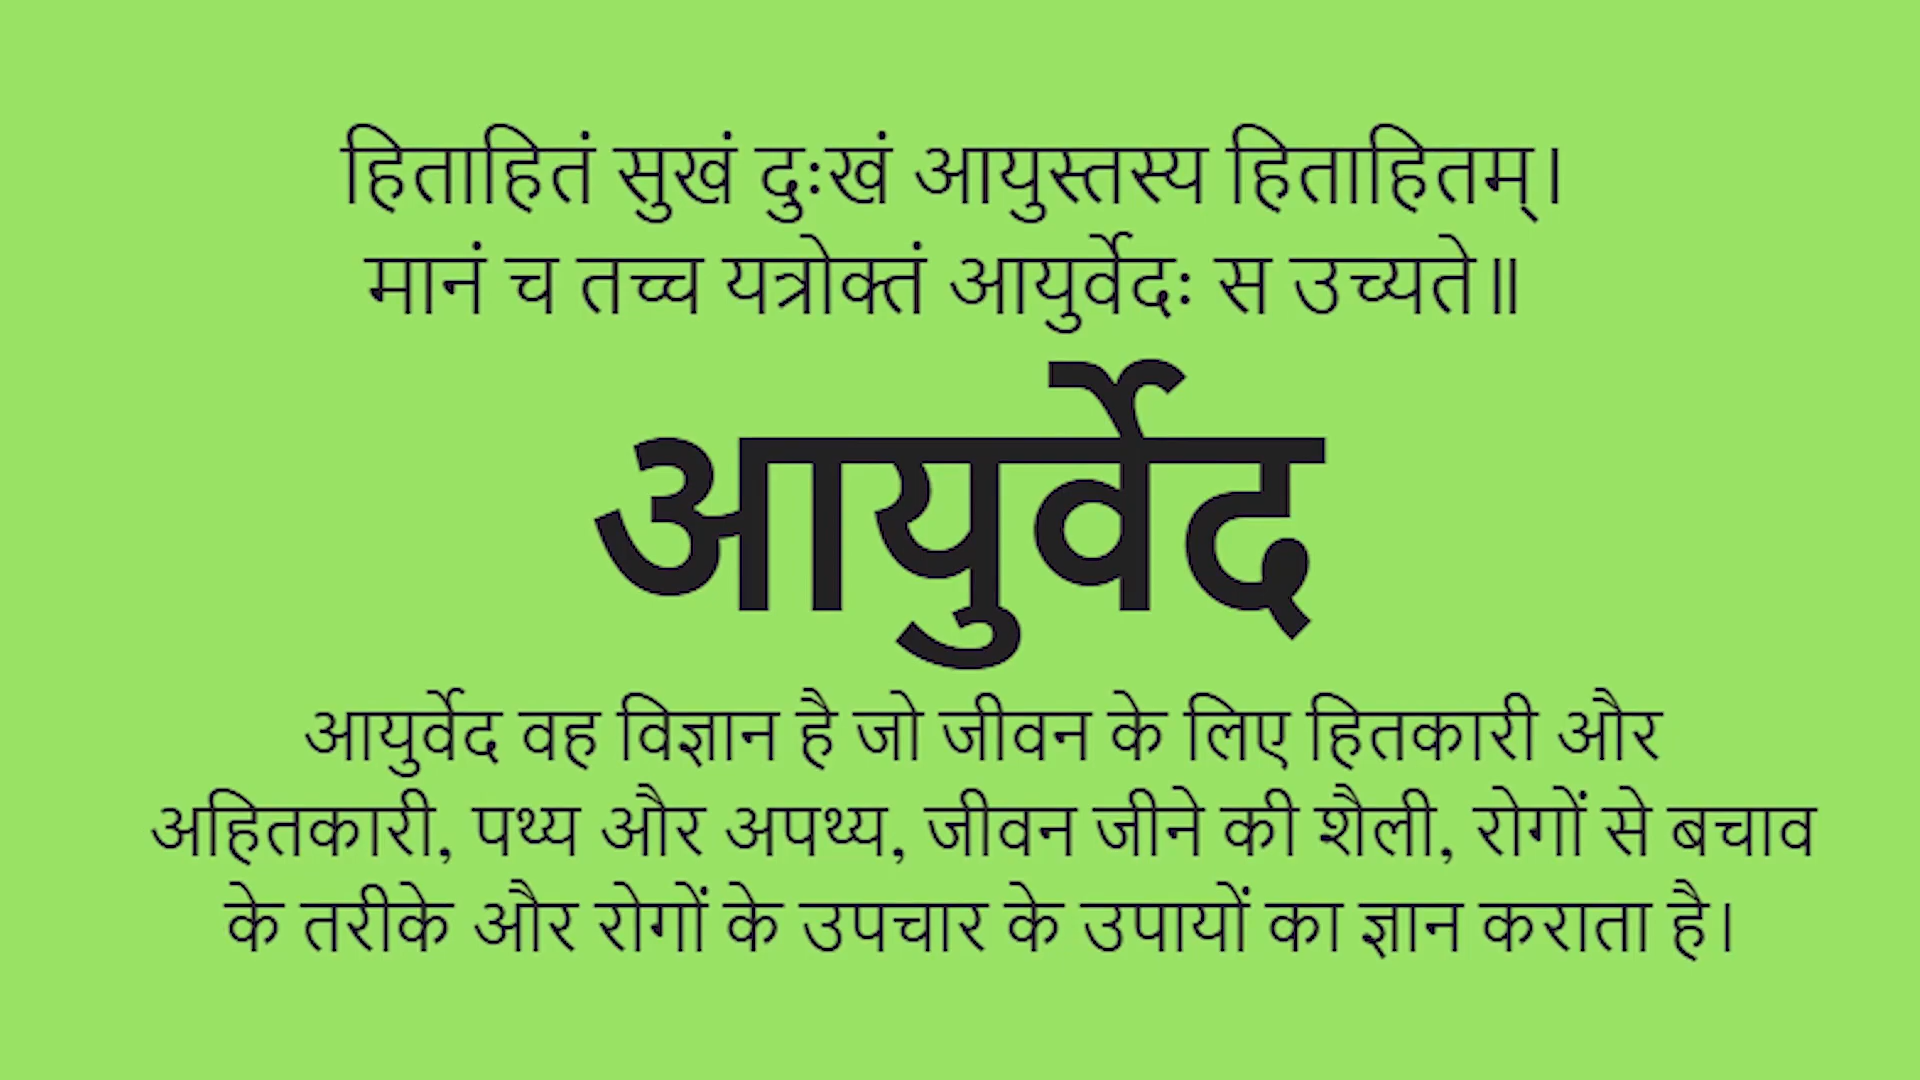 हिताहितं सुखं दुःखं आयुस्तस्य हिताहितम्।
मानं च तच्च यत्रोक्तं आयुर्वेदः स उच्यते॥
आयुर्वेद
आयुर्वेद वह विज्ञान है जो जीवन के लिए हितकारी और
अहितकारी, पथ्य और अपथ्य, जीवन जीने की शैली, रोगों से बचाव
के तरीके और रोगों के उपचार के उपायों का ज्ञान कराता है।